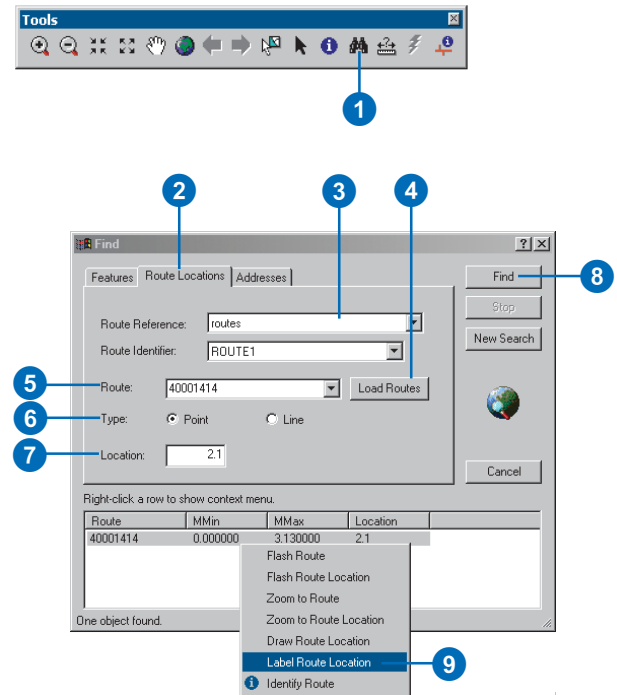 Tools
1
2
3
4
Find
Features Route Locations Addresses
Find
8
Stop
Route Reference: routes
New Search
Route Identifier: ROUTE1
5
Route: 40001414 Load Routes
6
Type: Point Line
7
Location: 2.1
Cancel
Right-click a row to show context menu.
Route MMin MMax Location
40001414 0.000000 3.130000 2.1
Flash Route
Flash Route Location
Zoom to Route
Zoom to Route Location
One object found.
Draw Route Location
Label Route Location
9
Identify Route